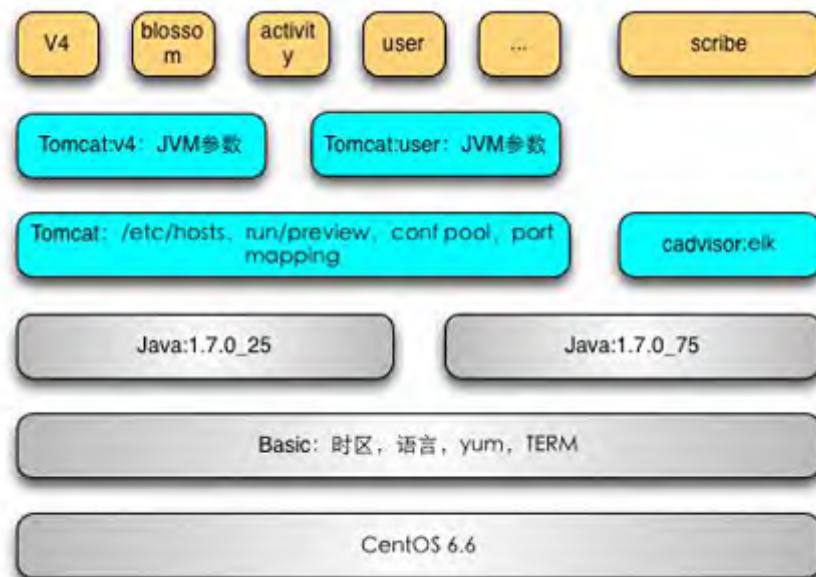 V4
blosso
m
activit
y
user
...
scribe
Tomcat:v4：JVM参数
Tomcat:user：JVM参数
Tomcat：/etc/hosts、run/preview、conf pool、port
mapping
cadvisor:elk
Java:1.7.0_25
Java:1.7.0_75
Basic：时区，语言，yum，TERM
CentOS 6.6